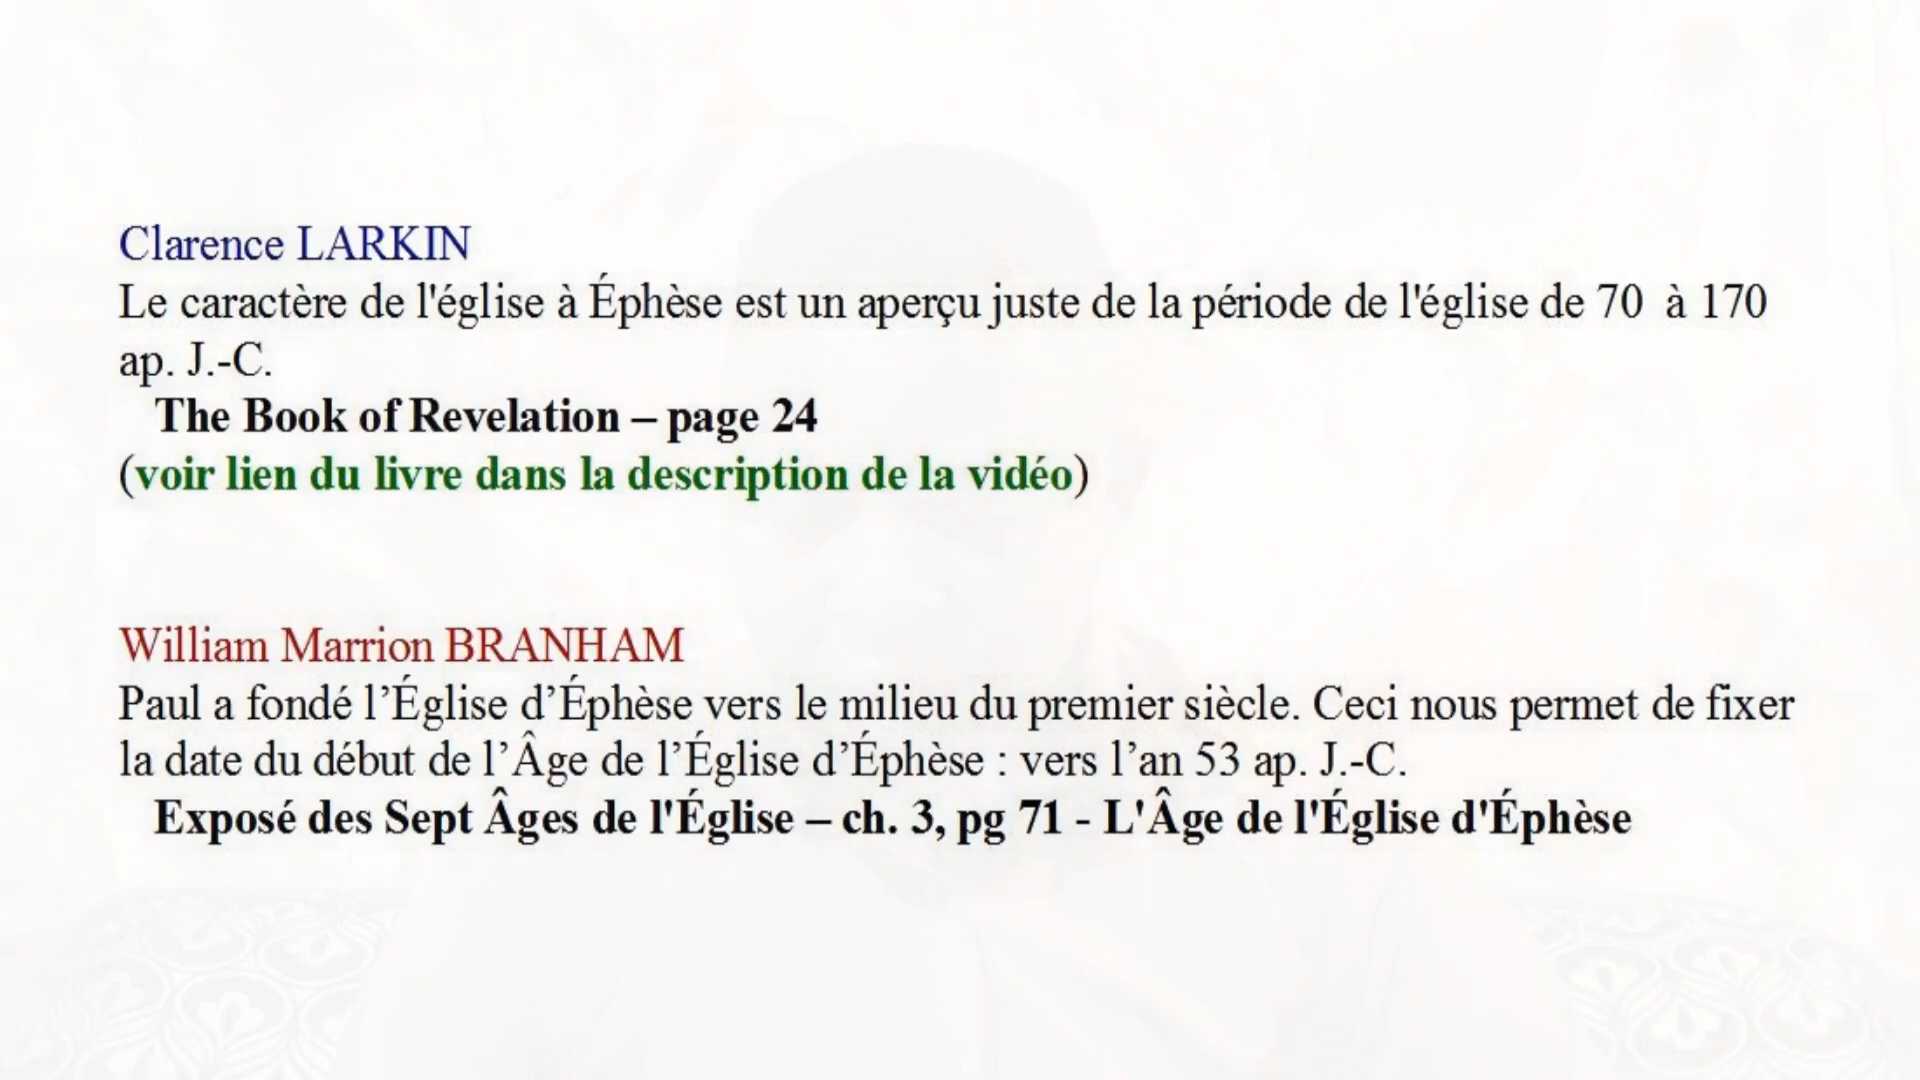 Clarence LARKIN
Le caractère de l'église à Éphèse est un aperçu juste de la période de l'église de 70  à 170
ap. J.-C.
The Book of Revelation – page 24
(voir lien du livre dans la description de la vidéo)
William Marrion BRANHAM
Paul a fondé l’Église d’Éphèse vers le milieu du premier siècle. Ceci nous permet de fixer
la date du début de l’Âge de l’Église d’Éphèse : vers l’an 53 ap. J.-C.
Exposé des Sept Âges de l'Église – ch. 3, pg 71 - L'Âge de l'Église d'Éphèse